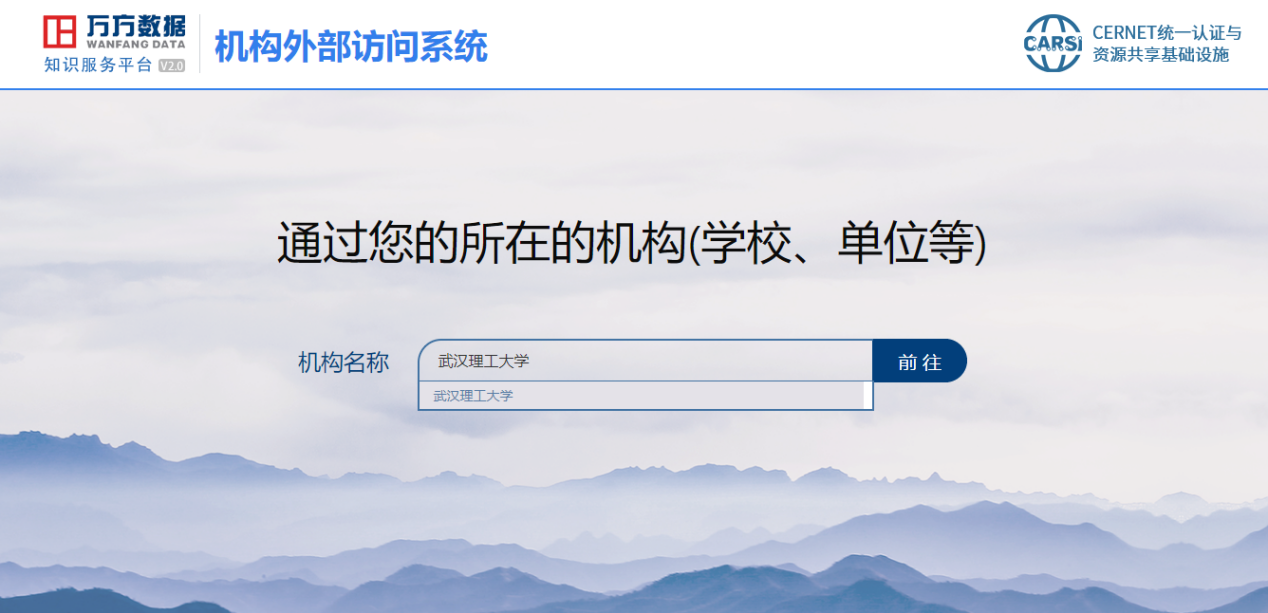 万方数据
WANFANG DATA
知识服务平台 V2.0
机构外部访问系统
CARSI
CERNET统一认证与
资源共享基础设施
通过您的所在的机构(学校、单位等)
机构名称
武汉理工大学
前 往
武汉理工大学